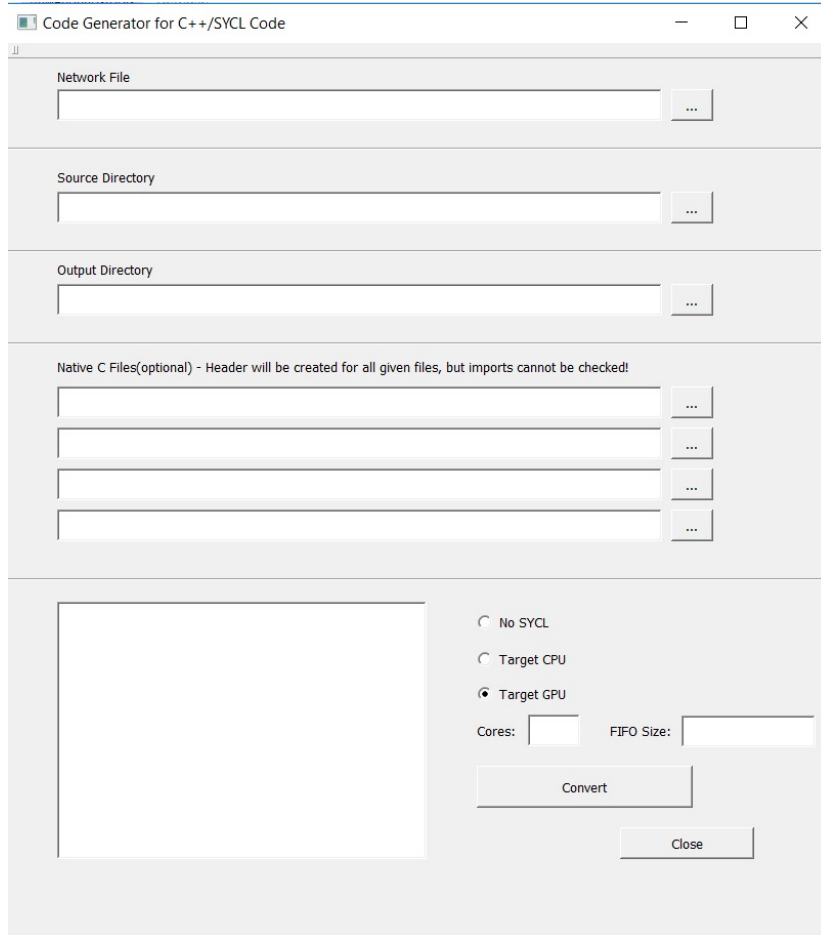 Code Generator for C++/SYCL Code
Network File
...
Source Directory
...
Output Directory
...
Native C Files(optional) - Header will be created for all given files, but imports cannot be checked!
...
...
...
...
No SYCL
Target CPU
Target GPU
Cores: FIFO Size:
Convert
Close